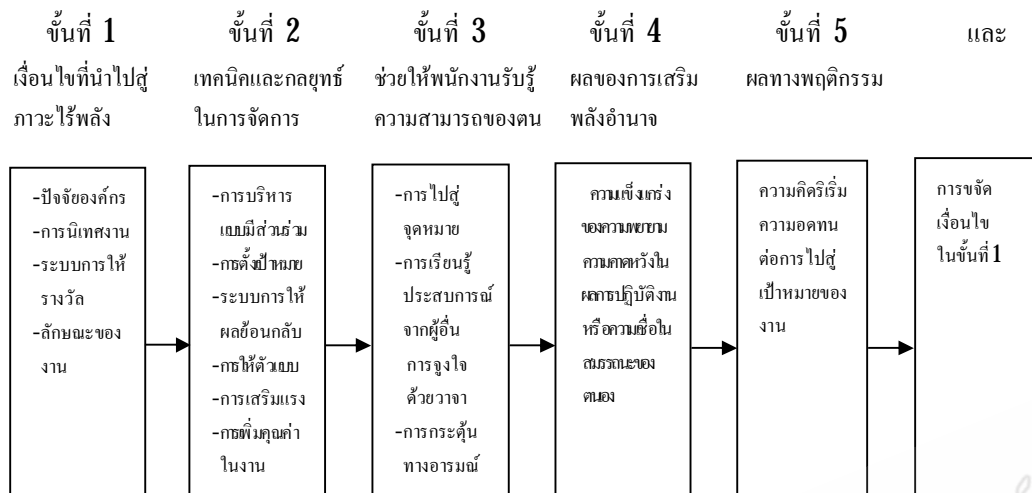 ขั้นที่ 1
เงื่อนไขที่นำไปสู่
ภาวะไร้พลัง
ขั้นที่ 2
เทคนิคและกลยุทธ์
ในการจัดการ
ขั้นที่ 3
ช่วยให้พนักงานรับรู้
ความสามารถของตน
ขั้นที่ 4
ผลของการเสริม
พลังอำนาจ
ขั้นที่ 5
ผลทางพฤติกรรม
และ
-ปัจจัยองค์กร
-การนิเทศงาน
-ระบบการให้
รางวัล
-ลักษณะของ
งาน
-การบริหาร
แบบมีส่วนร่วม
-การตั้งเป้าหมาย
-ระบบการให้
ผลย้อนกลับ
-การให้ตัวแบบ
-การเสริมแรง
-การเพิ่มคุณค่า
ในงาน
-การไปสู่
จุดหมาย
-การเรียนรู้
ประสบการณ์
จากผู้อื่น
การจูงใจ
ด้วยวาจา
-การกระตุ้น
ทางอารมณ์
ความแข็งแกร่ง
ของความพยายาม
ความคาดหวังใน
ผลการปฏิบัติงาน
หรือความเชื่อใน
สมรรถนะของ
ตนเอง
ความคิดริเริ่ม
ความอดทน
ต่อการไปสู่
เป้าหมายของ
งาน
การขจัด
เงื่อนไข
ในขั้นที่ 1